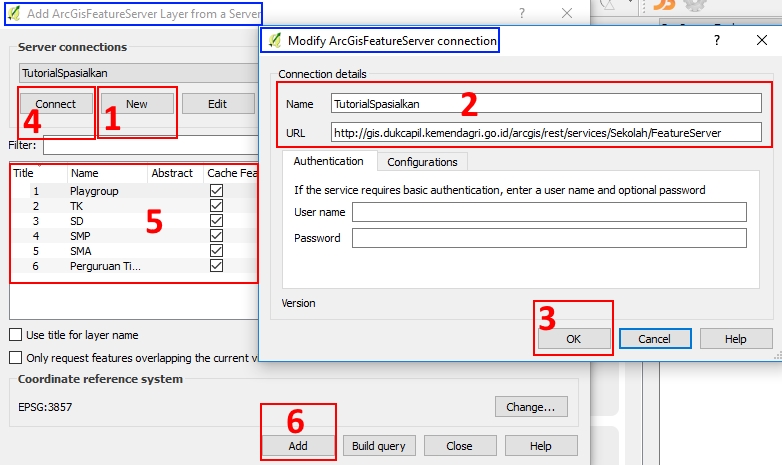 Add ArcGisFeatureServer Layer from a Server
Server connections
TutorialSpasialkan
Connect
New
Edit
4
1
Filter:
Title Name Abstract Cache Fea
1 Playgroup
2 TK
3 SD
4 SMP
5 SMA
6 Perguruan Ti...
5
Use title for layer name
Only request features overlapping the current v
Coordinate reference system
EPSG:3857
Change...
6
Add
Build query
Close
Help
Modify ArcGisFeatureServer connection
?
Connection details
Name TutorialSpasialkan
2
URL http://gis.dukcapil.kemendagri.go.id/arcgis/rest/services/Sekolah/FeatureServer
Authentication Configurations
If the service requires basic authentication, enter a user name and optional password
User name
Password
Version
3
OK
Cancel
Help